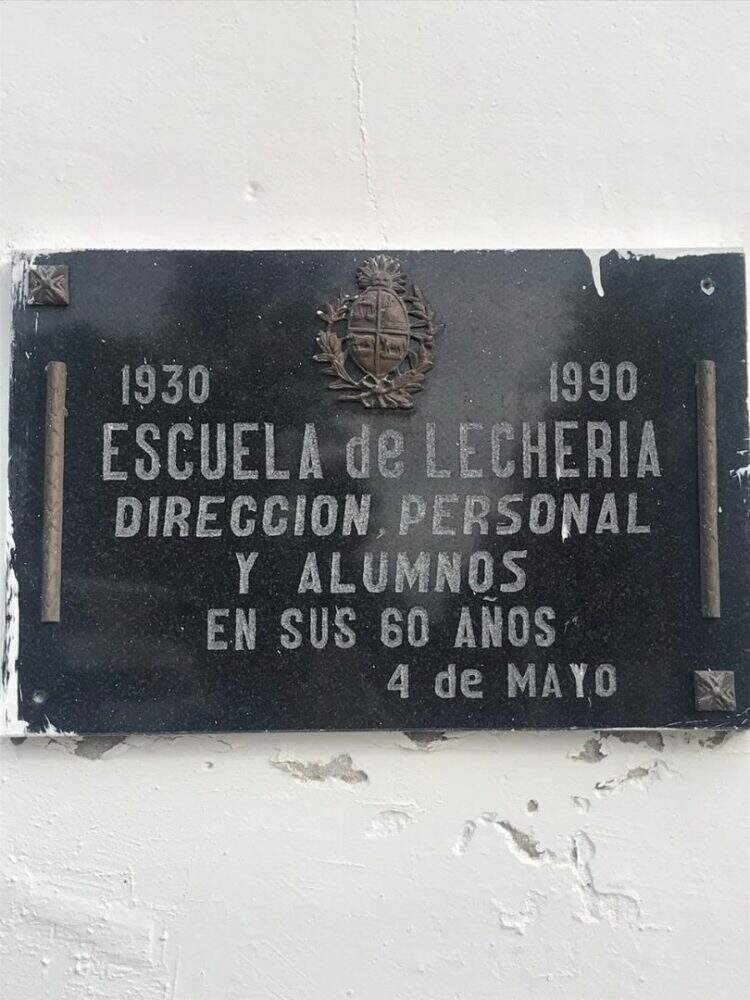 1930 1990
ESCUELA de LECHERIA
DIRECCION, PERSONAL
Y ALUMNOS
EN SUS 60 AÑOS
4 de MAYO